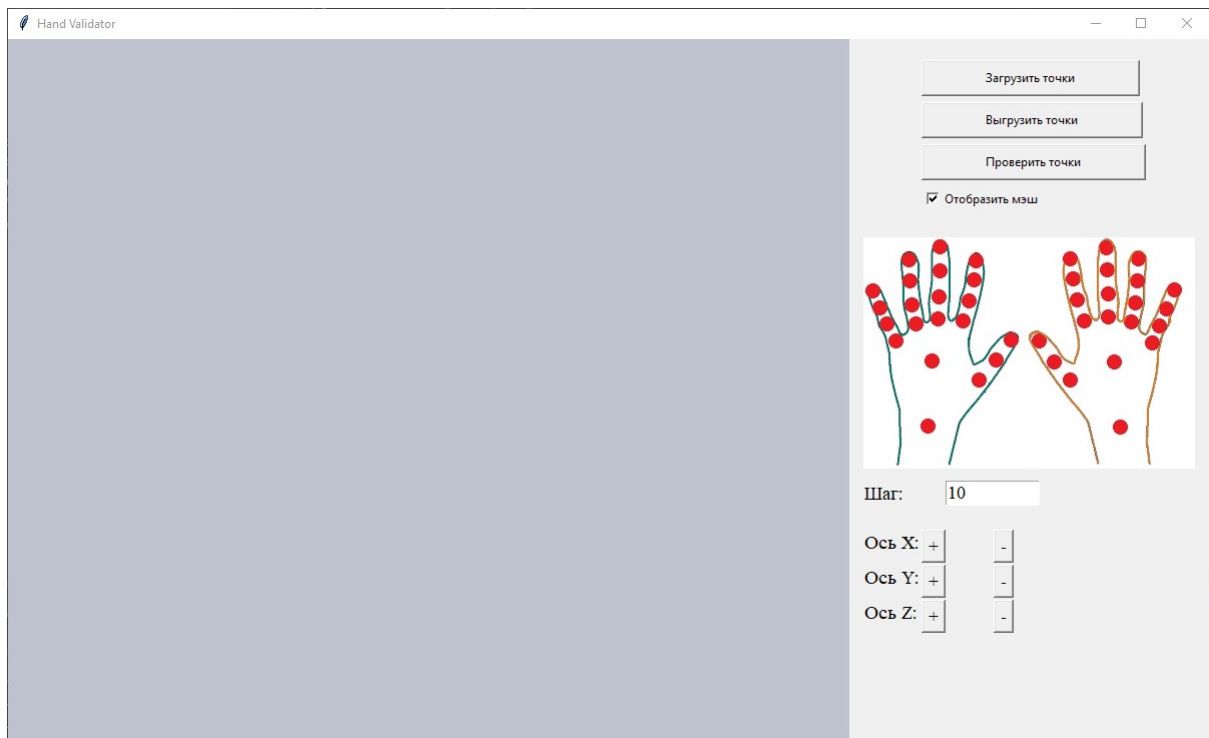 Hand Validator
Загрузить точки
Выгрузить точки
Проверить точки
Отобразить мэш
Шаг: 10
Ось X: + -
Ось Y: + -
Ось Z: + -